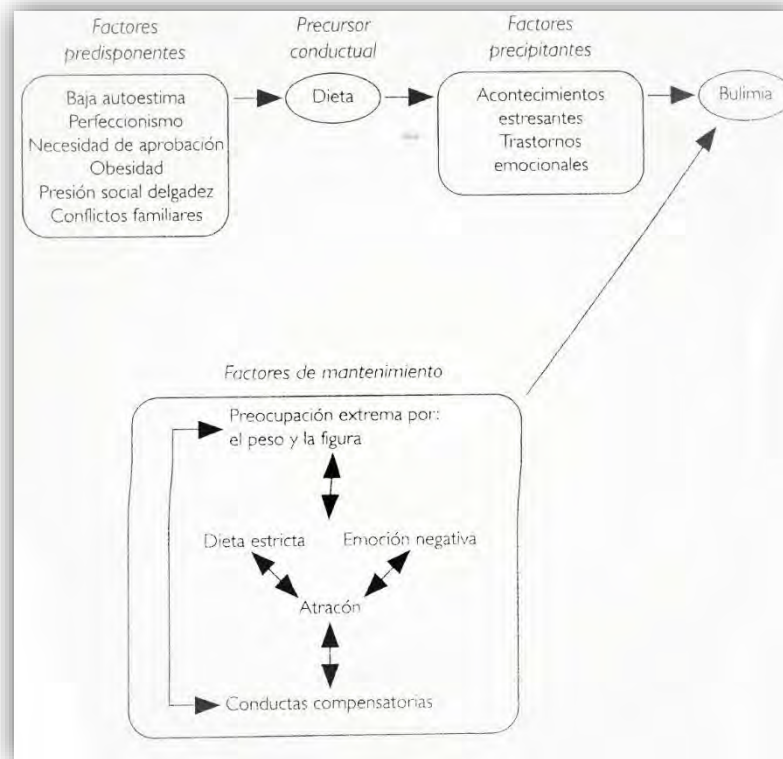 Factores
predisponentes
Baja autoestima
Perfeccionismo
Necesidad de aprobación
Obesidad
Presión social delgadez
Conflictos familiares
Precursor
conductual
Dieta
Factores
precipitantes
Acontecimientos
estresantes
Trastornos
emocionales
Bulimia
Factores de mantenimiento
Preocupación extrema por:
el peso y la figura
Dieta estricta
Emoción negativa
Atracón
Conductas compensatorias